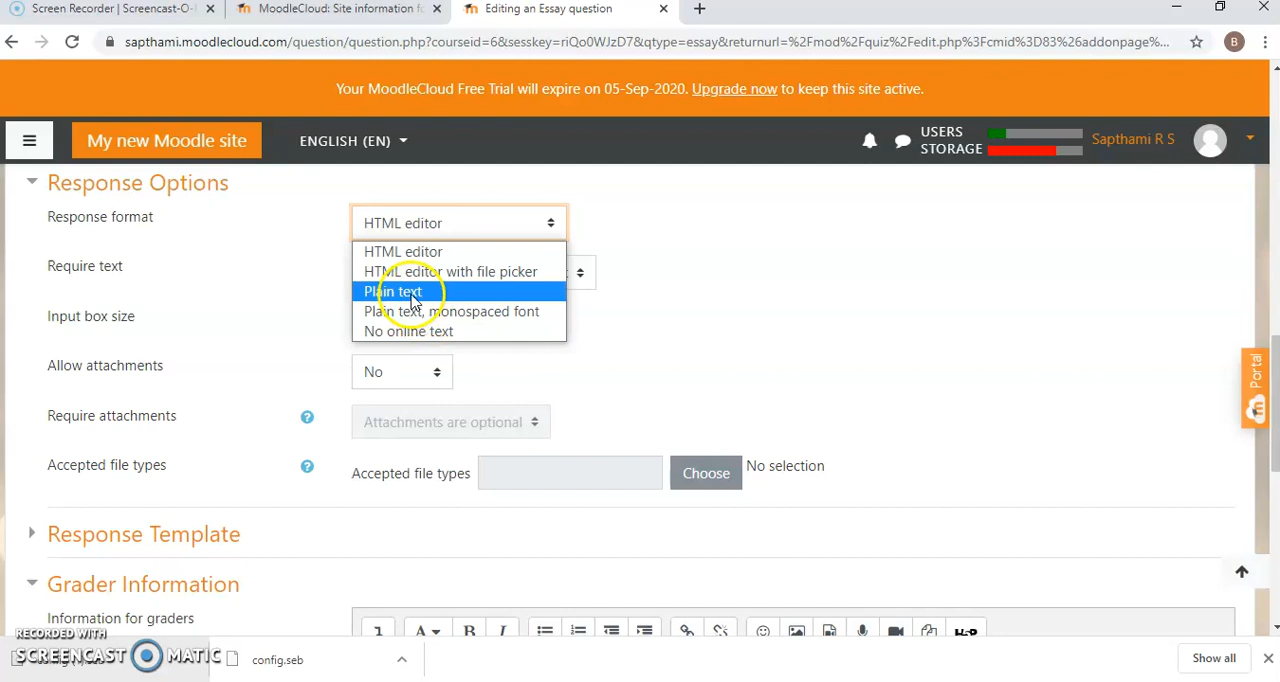 Screen Recorder | Screencast-O-
MoodleCloud: Site information f
Editing an Essay question
sapthami.moodlecloud.com/question/question.php?courseid=6&sesskey=riQo0WJzD7&qtype=essay&returnurl=%2Fmod%2Fquiz%2Fedit.php%3Fcmid%3D83%26addonpage%...
B
Your MoodleCloud Free Trial will expire on 05-Sep-2020. Upgrade now to keep this site active.
My new Moodle site
ENGLISH (EN)
USERS
STORAGE
Sapthami R S
Response Options
Response format
HTML editor
HTML editor
HTML editor with file picker
Plain text
Plain text, monospaced font
No online text
Require text
Input box size
Allow attachments
No
Require attachments
Attachments are optional
Accepted file types
Accepted file types
Choose
No selection
Portal
Response Template
Grader Information
Information for graders
A
B
I
H-P
RECORDED WITH
SCREENCAST MATIC
config.seb
Show all